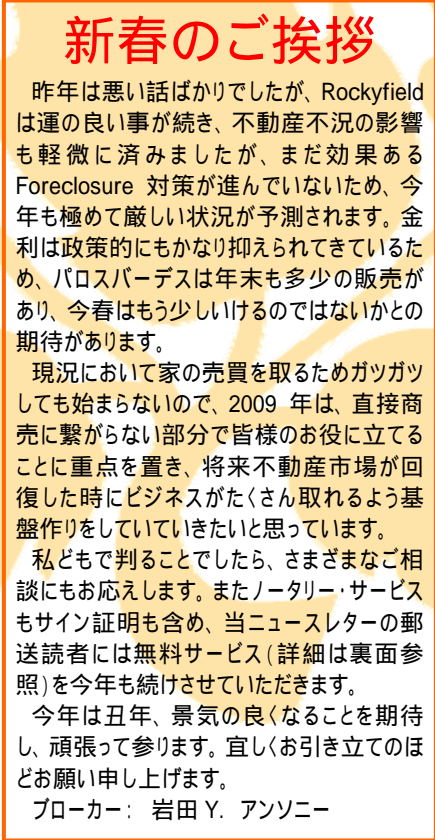 新春のご挨拶
昨年は悪い話ばかりでしたが、Rockyfield
は運の良い事が続き、不動産不況の影響
も軽微に済みましたが、まだ効果ある
Foreclosure 対策が進んでいないため、今
年も極めて厳しい状況が予測されます。金
利は政策的にもかなり抑えられてきているた
め、パロスバーデスは年末も多少の販売が
あり、今春はもう少しいけるのではないかとの
期待があります。
現況において家の売買を取るためガツガツ
しても始まらないので、2009 年は、直接商
売に繋がらない部分で皆様のお役に立てる
ことに重点を置き、将来不動産市場が回
復した時にビジネスがたくさん取れるよう基
盤作りをしていていきたいと思っています。
私どもで判ることでしたら、さまざまなご相
談にもお応えします。またノータリー・サービス
もサイン証明も含め、当ニュースレターの郵
送読者には無料サービス(詳細は裏面参
照)を今年も続けさせていただきます。
今年は丑年、景気の良くなることを期待
し、頑張って参ります。宜しくお引き立てのほ
どお願い申し上げます。
ブローカー: 岩田 Y. アンソニー